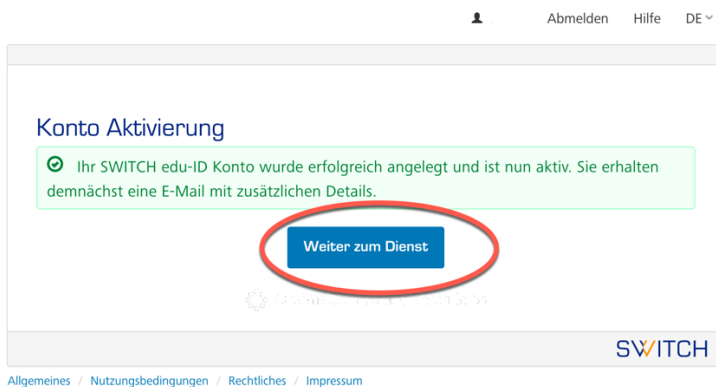 Abmelden Hilfe DE
Konto Aktivierung
Ihr SWITCH edu-ID Konto wurde erfolgreich angelegt und ist nun aktiv. Sie erhalten
demnächst eine E-Mail mit zusätzlichen Details.
Weiter zum Dienst
SWITCH
Allgemeines / Nutzungsbedingungen / Rechtliches / Impressum